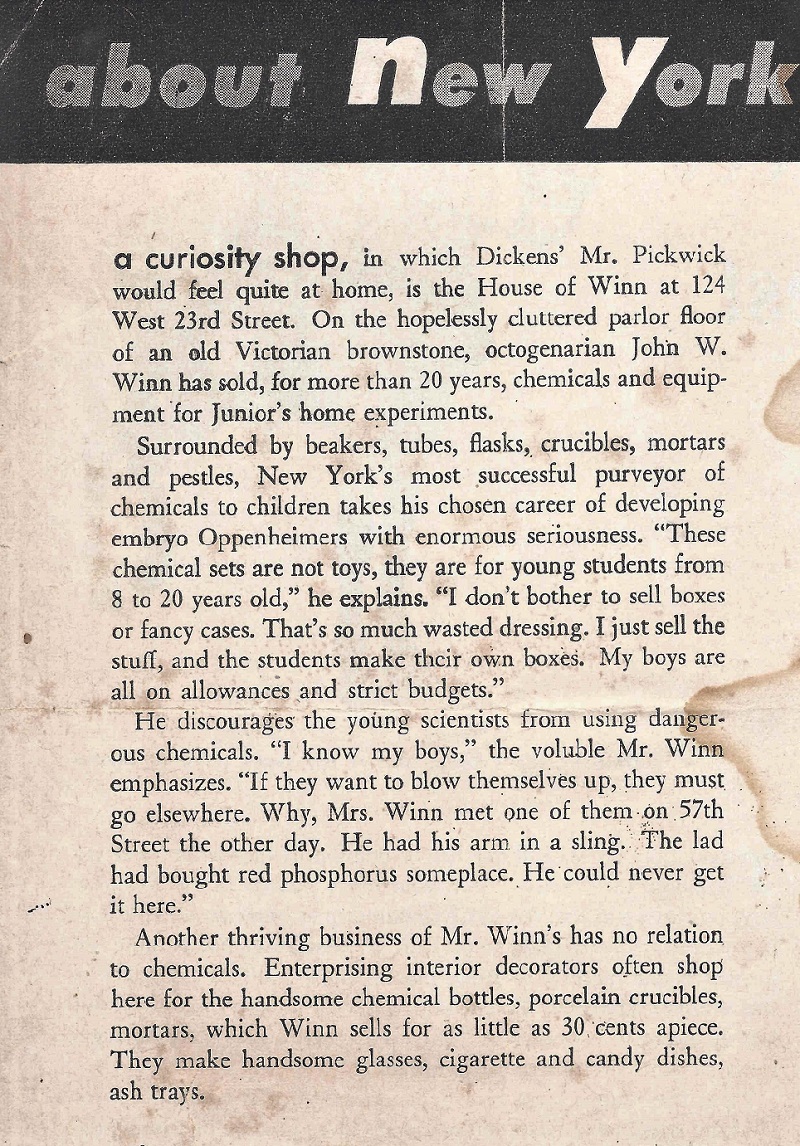 about new york
a curiosity shop, in which Dickens' Mr. Pickwick
would feel quite at home, is the House of Winn at 124
West 23rd Street. On the hopelessly cluttered parlor floor
of an old Victorian brownstone, octogenarian John W.
Winn has sold, for more than 20 years, chemicals and equip-
ment for Junior's home experiments.
Surrounded by beakers, tubes, flasks, crucibles, mortars
and pestles, New York's most successful purveyor of
chemicals to children takes his chosen career of developing
embryo Oppenheimers with enormous seriousness. "These
chemical sets are not toys, they are for young students from
8 to 20 years old," he explains. "I don't bother to sell boxes
or fancy cases. That's so much wasted dressing. I just sell the
stuff, and the students make their own boxes. My boys are
all on allowances and strict budgets."
He discourages the young scientists from using danger-
ous chemicals. "I know my boys," the voluble Mr. Winn
emphasizes. "If they want to blow themselves up, they must
go elsewhere. Why, Mrs. Winn met one of them on 57th
Street the other day. He had his arm in a sling. The lad
had bought red phosphorus someplace. He could never get
it here."
Another thriving business of Mr. Winn's has no relation
to chemicals. Enterprising interior decorators often shop
here for the handsome chemical bottles, porcelain crucibles,
mortars, which Winn sells for as little as 30 cents apiece.
They make handsome glasses, cigarette and candy dishes,
ash trays.